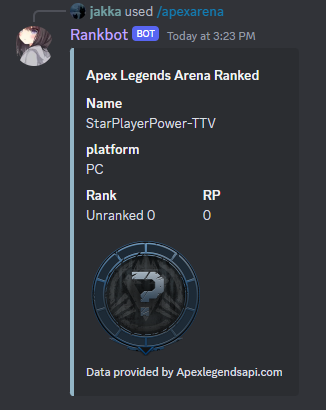 jakka used /apexarena
Rankbot BOT Today at 3:23 PM
Apex Legends Arena Ranked
Name
StarPlayerPower-TTV
platform
PC
Rank RP
Unranked 0 0
?
Data provided by Apexlegendsapi.com